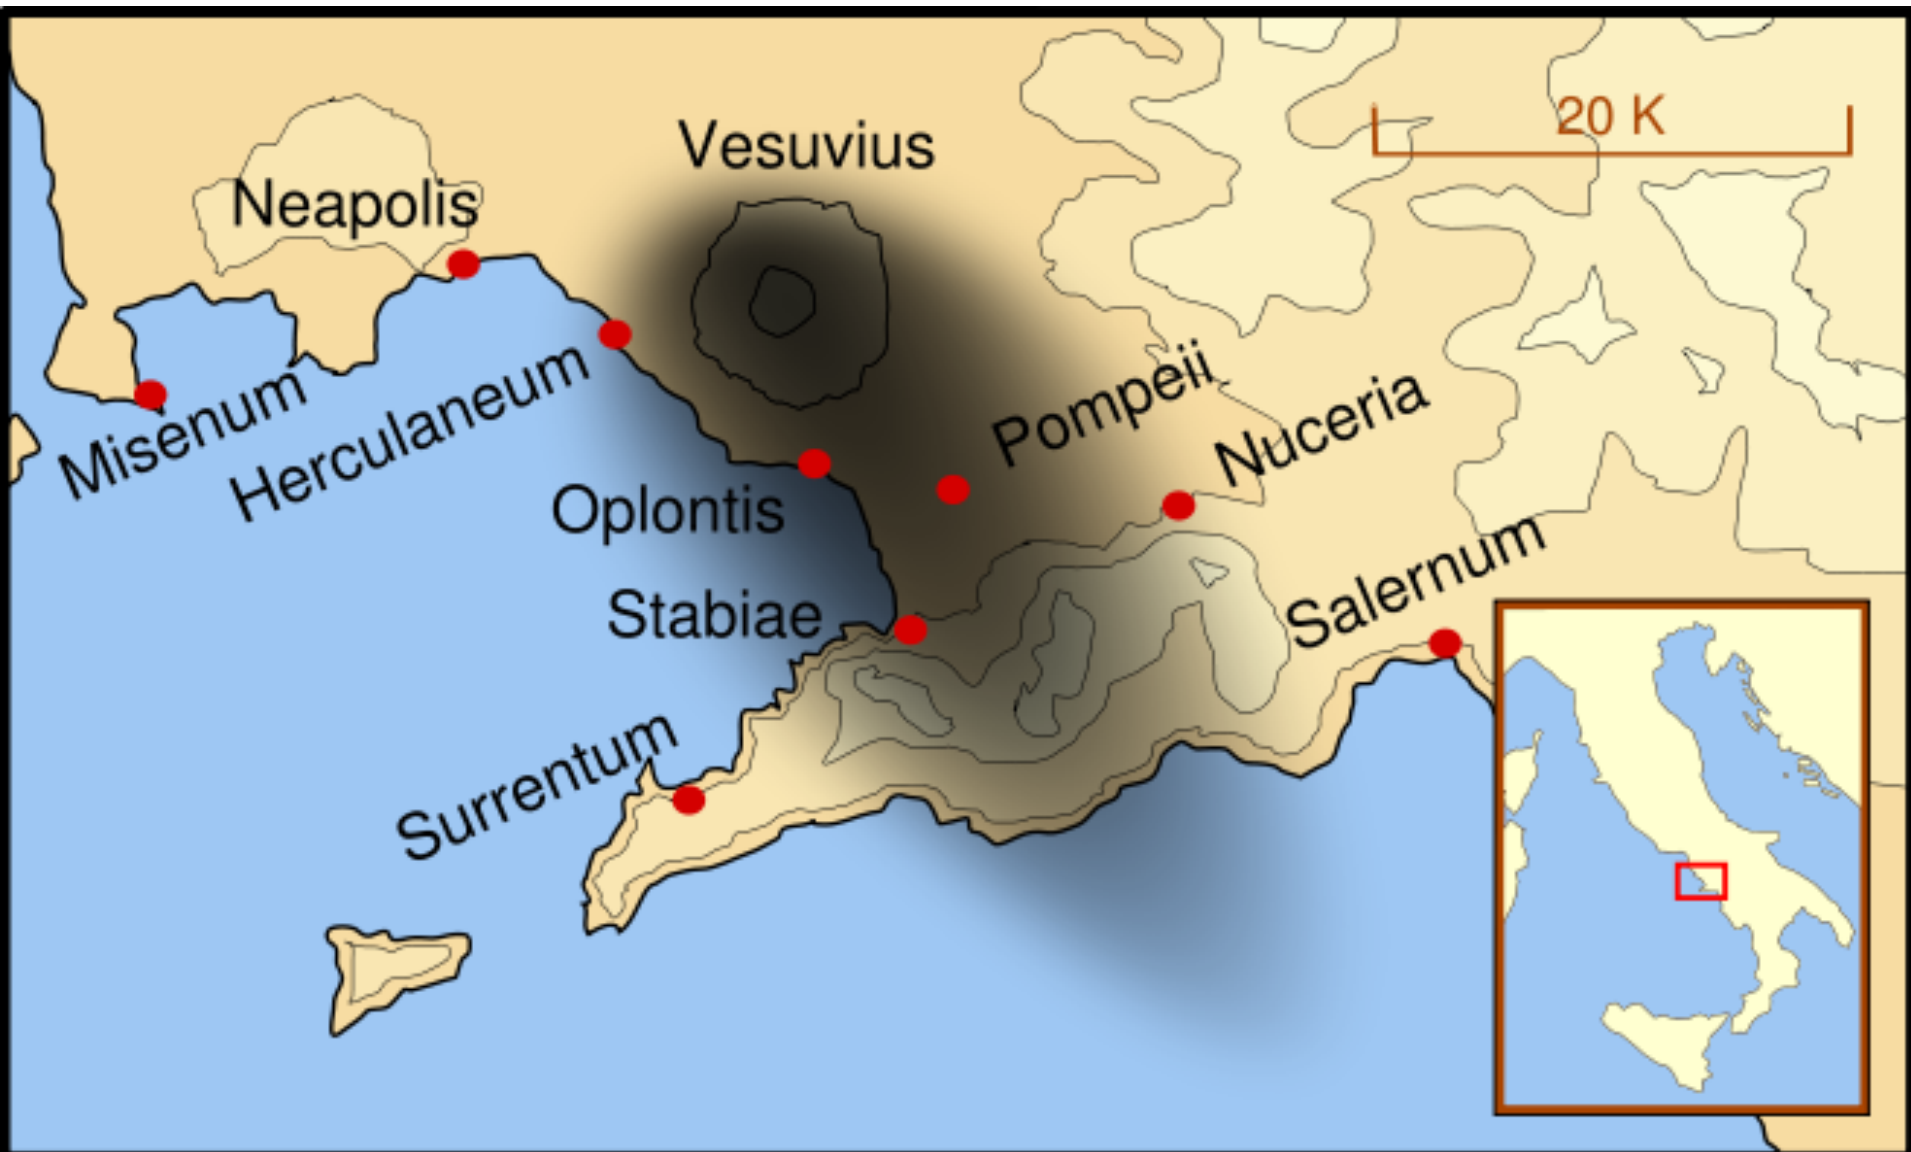 20 K
Vesuvius
Neapolis
Misenum
Herculaneum
Pompeii
Nuceria
Oplontis
Stabiae
Salernum
Surrentum